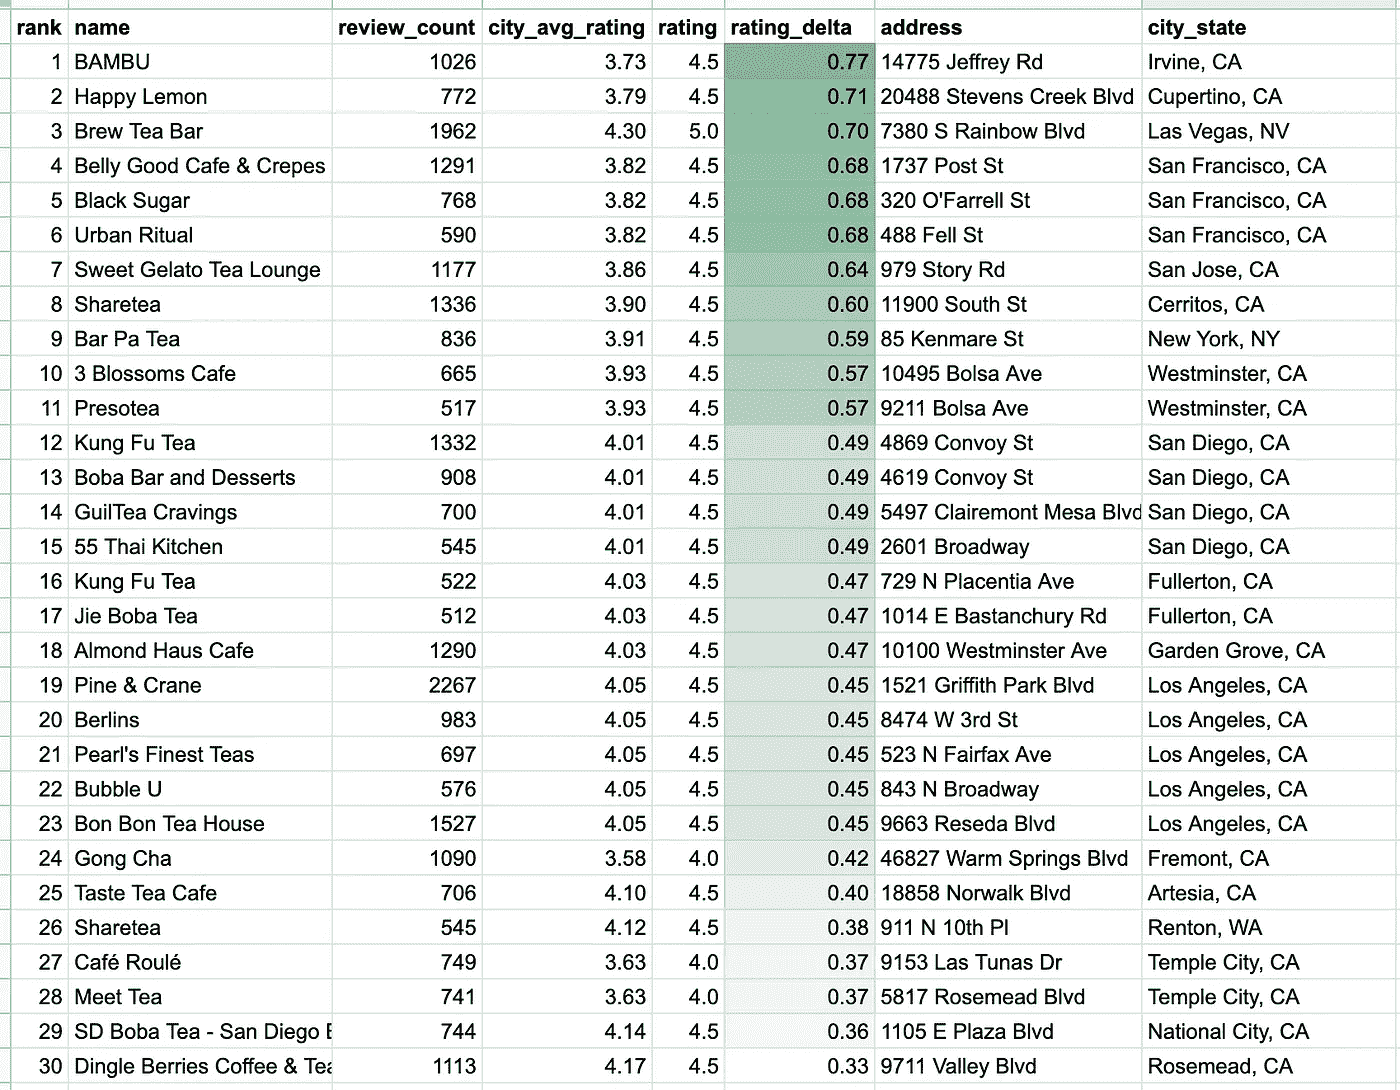 rank name review_count city_avg_rating rating rating_delta address city_state
1 BAMBU 1026 3.73 4.5 0.77 14775 Jeffrey Rd Irvine, CA
2 Happy Lemon 772 3.79 4.5 0.71 20488 Stevens Creek Blvd Cupertino, CA
3 Brew Tea Bar 1962 4.30 5.0 0.70 7380 S Rainbow Blvd Las Vegas, NV
4 Belly Good Cafe & Crepes 1291 3.82 4.5 0.68 1737 Post St San Francisco, CA
5 Black Sugar 768 3.82 4.5 0.68 320 O'Farrell St San Francisco, CA
6 Urban Ritual 590 3.82 4.5 0.68 488 Fell St San Francisco, CA
7 Sweet Gelato Tea Lounge 1177 3.86 4.5 0.64 979 Story Rd San Jose, CA
8 Sharetea 1336 3.90 4.5 0.60 11900 South St Cerritos, CA
9 Bar Pa Tea 836 3.91 4.5 0.59 85 Kenmare St New York, NY
10 3 Blossoms Cafe 665 3.93 4.5 0.57 10495 Bolsa Ave Westminster, CA
11 Presotea 517 3.93 4.5 0.57 9211 Bolsa Ave Westminster, CA
12 Kung Fu Tea 1332 4.01 4.5 0.49 4869 Convoy St San Diego, CA
13 Boba Bar and Desserts 908 4.01 4.5 0.49 4619 Convoy St San Diego, CA
14 GuilTea Cravings 700 4.01 4.5 0.49 5497 Clairemont Mesa Blvd San Diego, CA
15 55 Thai Kitchen 545 4.01 4.5 0.49 2601 Broadway San Diego, CA
16 Kung Fu Tea 522 4.03 4.5 0.47 729 N Placentia Ave Fullerton, CA
17 Jie Boba Tea 512 4.03 4.5 0.47 1014 E Bastanchury Rd Fullerton, CA
18 Almond Haus Cafe 1290 4.03 4.5 0.47 10100 Westminster Ave Garden Grove, CA
19 Pine & Crane 2267 4.05 4.5 0.45 1521 Griffith Park Blvd Los Angeles, CA
20 Berlins 983 4.05 4.5 0.45 8474 W 3rd St Los Angeles, CA
21 Pearl's Finest Teas 697 4.05 4.5 0.45 523 N Fairfax Ave Los Angeles, CA
22 Bubble U 576 4.05 4.5 0.45 843 N Broadway Los Angeles, CA
23 Bon Bon Tea House 1527 4.05 4.5 0.45 9663 Reseda Blvd Los Angeles, CA
24 Gong Cha 1090 3.58 4.0 0.42 46827 Warm Springs Blvd Fremont, CA
25 Taste Tea Cafe 706 4.10 4.5 0.40 18858 Norwalk Blvd Artesia, CA
26 Sharetea 545 4.12 4.5 0.38 911 N 10th Pl Renton, WA
27 Café Roulé 749 3.63 4.0 0.37 9153 Las Tunas Dr Temple City, CA
28 Meet Tea 741 3.63 4.0 0.37 5817 Rosemead Blvd Temple City, CA
29 SD Boba Tea - San Diego 744 4.14 4.5 0.36 1105 E Plaza Blvd National City, CA
30 Dingle Berries Coffee & Tea 1113 4.17 4.5 0.33 9711 Valley Blvd Rosemead, CA